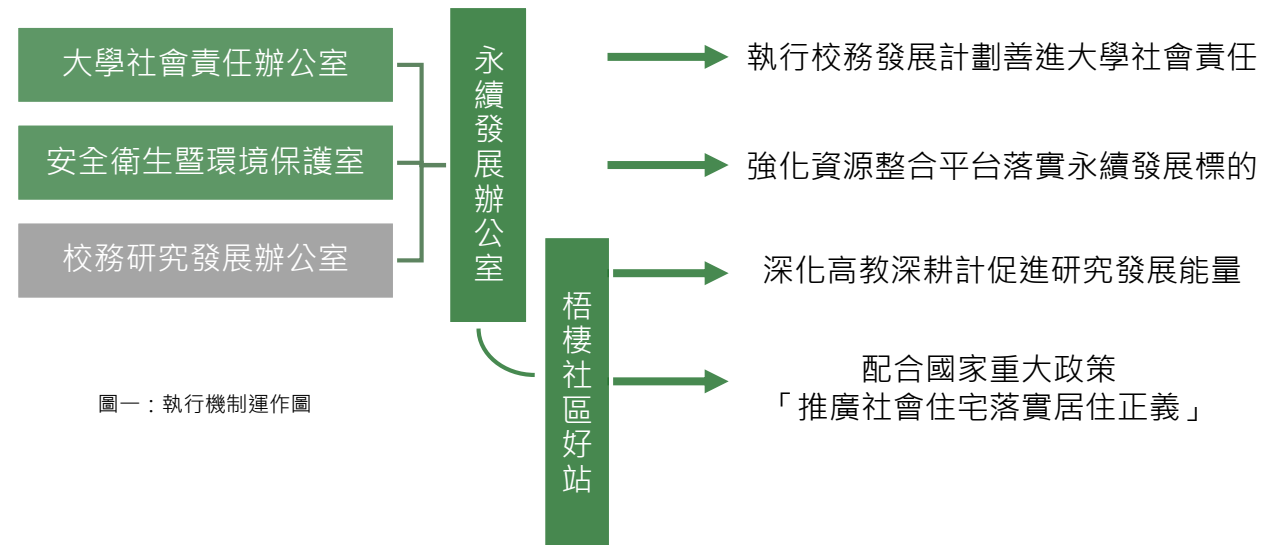 大學社會責任辦公室
安全衛生暨環境保護室
校務研究發展辦公室
永續發展辦公室
梧棲社區好站
執行校務發展計劃善進大學社會責任
強化資源整合平台落實永續發展標的
深化高教深耕計促進研究發展能量
配合國家重大政策
「推廣社會住宅落實居住正義」
圖一：執行機制運作圖